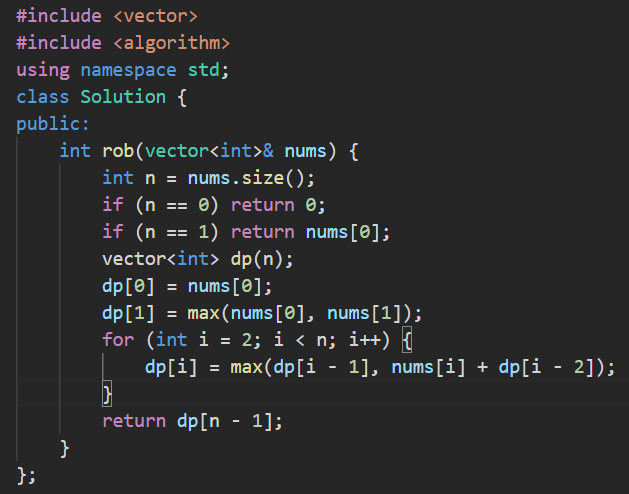 #include <vector>
#include <algorithm>
using namespace std;
class Solution {
public:
    int rob(vector<int>& nums) {
        int n = nums.size();
        if (n == 0) return 0;
        if (n == 1) return nums[0];
        vector<int> dp(n);
        dp[0] = nums[0];
        dp[1] = max(nums[0], nums[1]);
        for (int i = 2; i < n; i++) {
            dp[i] = max(dp[i - 1], nums[i] + dp[i - 2]);
        }
        return dp[n - 1];
    }
};